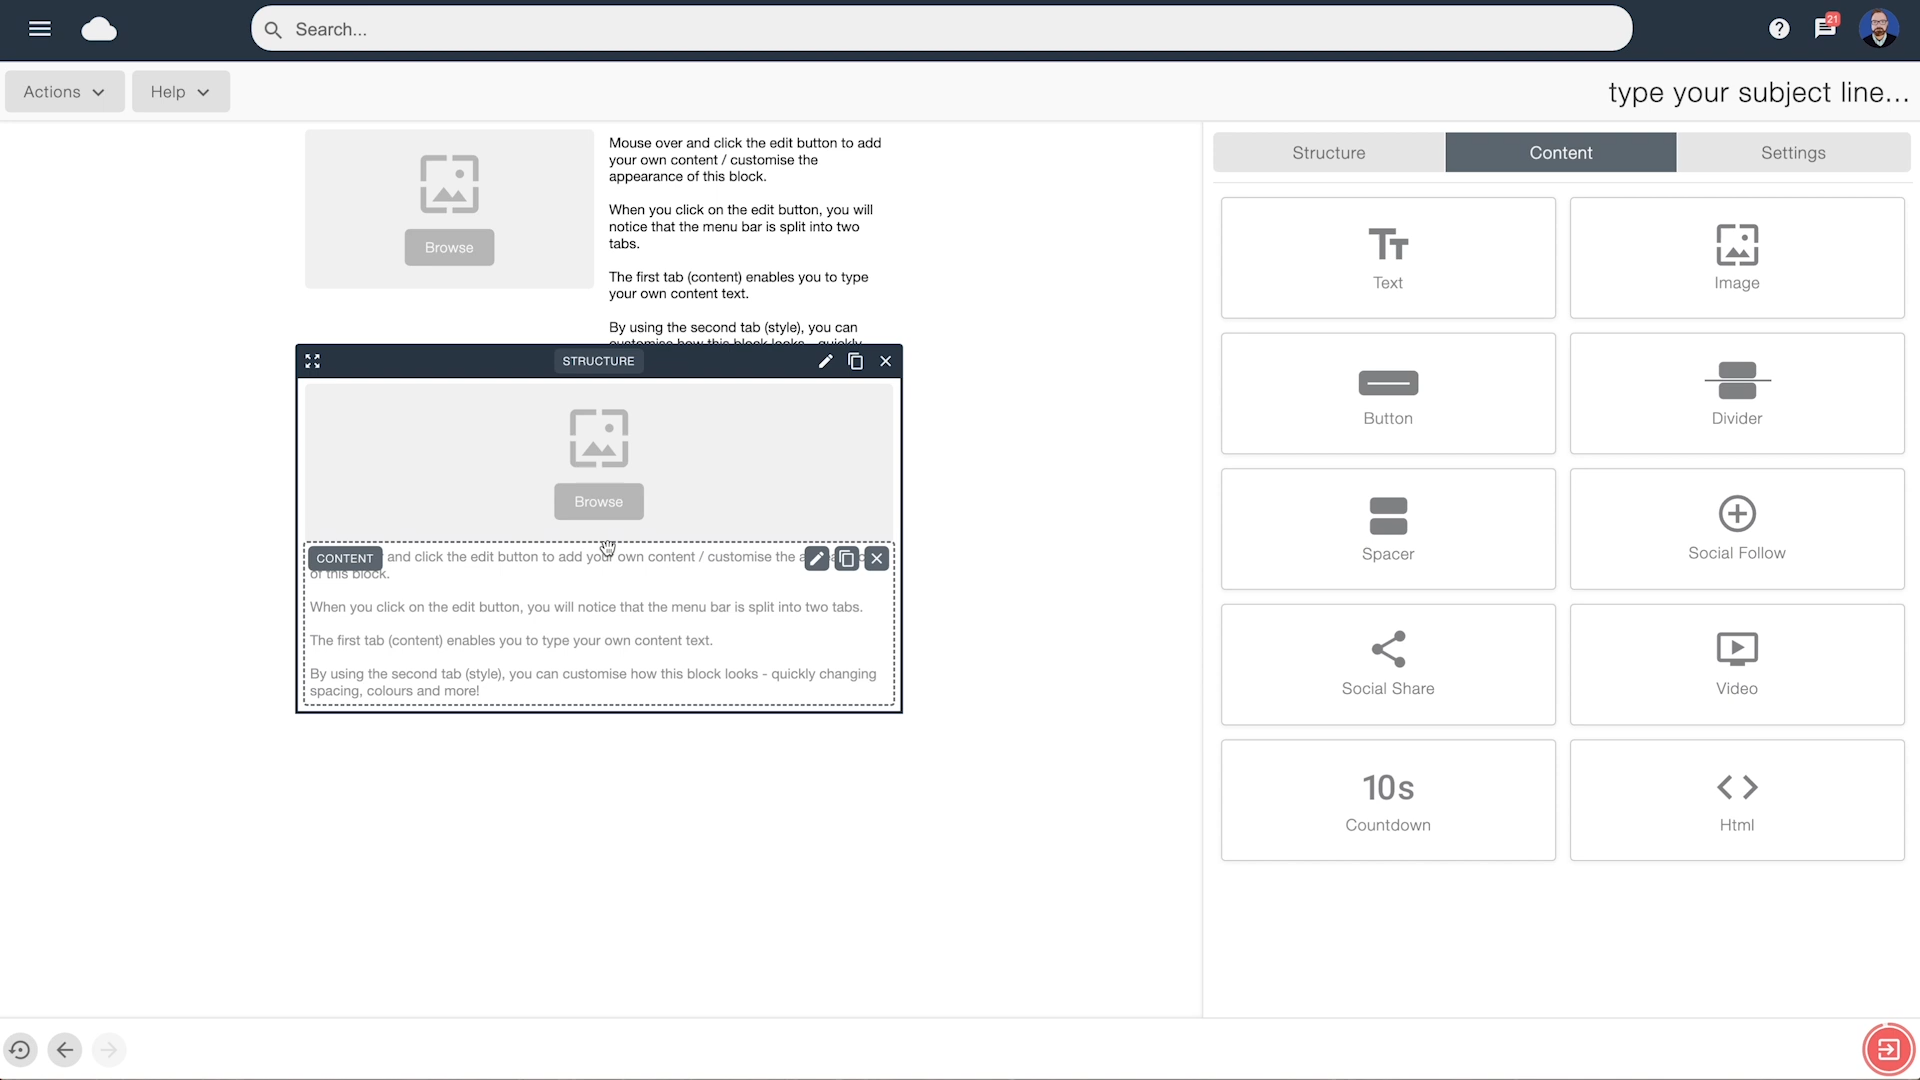 Search...
21
Actions
Help
type your subject line...
Structure
Content
Settings
Browse
Mouse over and click the edit button to add
your own content / customise the
appearance of this block.
When you click on the edit button, you will
notice that the menu bar is split into two
tabs.
The first tab (content) enables you to type
your own content text.
By using the second tab (style), you can
customise how this block looks - quickly
STRUCTURE
Browse
CONTENT
and click the edit button to add your own content / customise the
of this block.
When you click on the edit button, you will notice that the menu bar is split into two tabs.
The first tab (content) enables you to type your own content text.
By using the second tab (style), you can customise how this block looks - quickly changing
spacing, colours and more!
Text
Image
Button
Divider
Spacer
Social Follow
Social Share
Video
10s
Countdown
Html